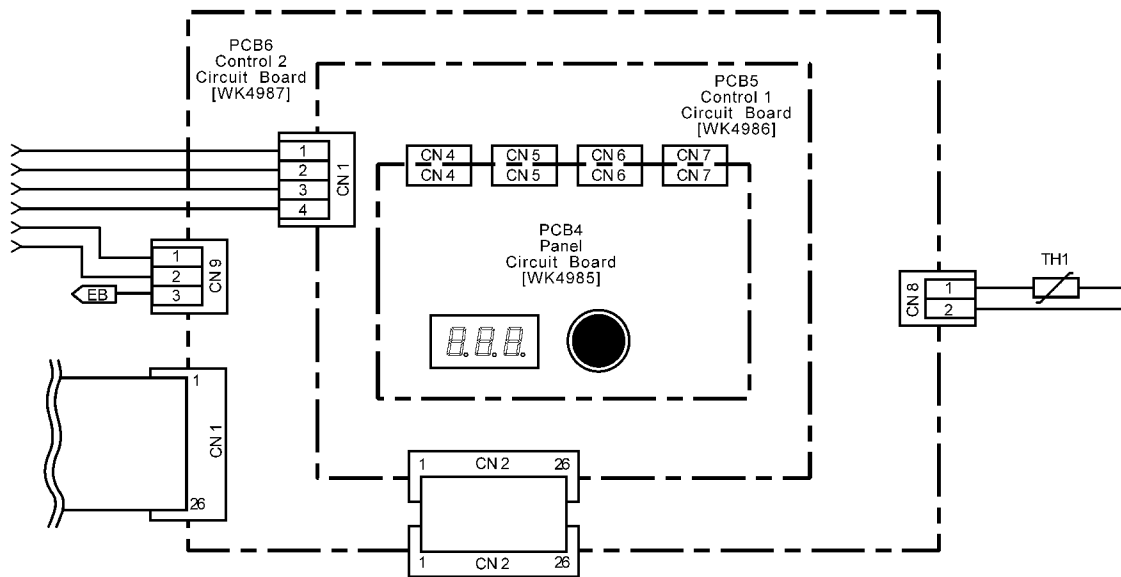 PCB6
Control 2
Circuit Board
[WK4987]
PCB5
Control 1
Circuit Board
[WK4986]
CN 4
CN 5
CN 6
CN 7
CN 4
CN 5
CN 6
CN 7
1
2
3
4
CN 1
PCB4
Panel
Circuit Board
[WK4985]
1
2
3
CN 9
EB
8.8.8.
TH1
CN 8
1
2
1
CN 1
26
1
CN 2
26
1
CN 2
26